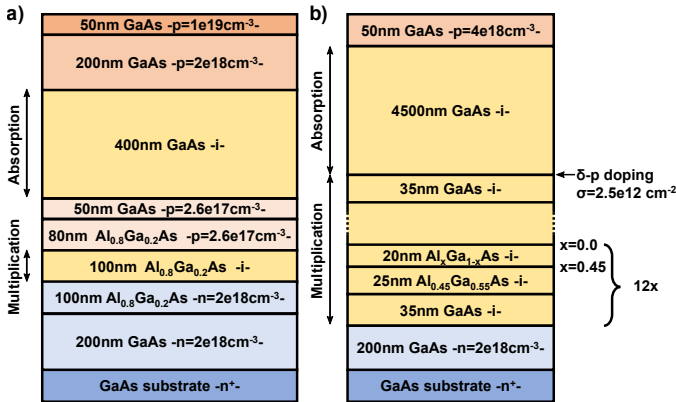 a)
50nm GaAs -p=1e19cm⁻³-
200nm GaAs -p=2e18cm⁻³-
Absorption
400nm GaAs -i-
50nm GaAs -p=2.6e17cm⁻³-
80nm Al₀.₈Ga₀.₂As -p=2.6e17cm⁻³-
Multiplication
100nm Al₀.₈Ga₀.₂As -i-
100nm Al₀.₈Ga₀.₂As -n=2e18cm⁻³-
200nm GaAs -n=2e18cm⁻³-
GaAs substrate -n⁺-
b)
50nm GaAs -p=4e18cm⁻³-
Absorption
4500nm GaAs -i-
δ-p doping
σ=2.5e12 cm⁻²
35nm GaAs -i-
Multiplication
x=0.0
20nm AlₓGa₁₋ₓAs -i-
x=0.45
25nm Al₀.₄₅Ga₀.₅₅As -i-
12x
35nm GaAs -i-
200nm GaAs -n=2e18cm⁻³-
GaAs substrate -n⁺-